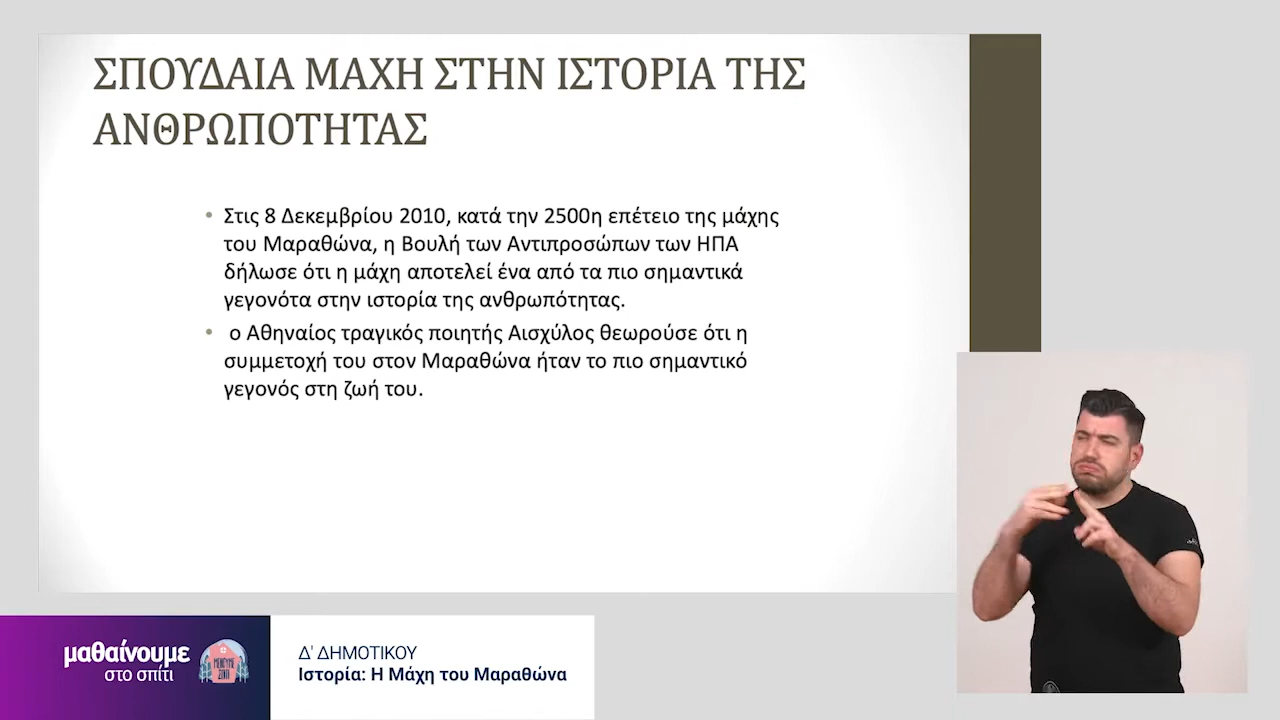 ΣΠΟΥΔΑΙΑ ΜΑΧΗ ΣΤΗΝ ΙΣΤΟΡΙΑ ΤΗΣ
ΑΝΘΡΩΠΟΤΗΤΑΣ
• Στις 8 Δεκεμβρίου 2010, κατά την 2500η επέτειο της μάχης
του Μαραθώνα, η Βουλή των Αντιπροσώπων των ΗΠΑ
δήλωσε ότι η μάχη αποτελεί ένα από τα πιο σημαντικά
γεγονότα στην ιστορία της ανθρωπότητας.
• ο Αθηναίος τραγικός ποιητής Αισχύλος θεωρούσε ότι η
συμμετοχή του στον Μαραθώνα ήταν το πιο σημαντικό
γεγονός στη ζωή του.
μαθαίνουμε
στο σπίτι
ΜΕΝΟΥΜΕ
ΣΠΙΤΙ
Δ' ΔΗΜΟΤΙΚΟΥ
Ιστορία: Η Μάχη του Μαραθώνα